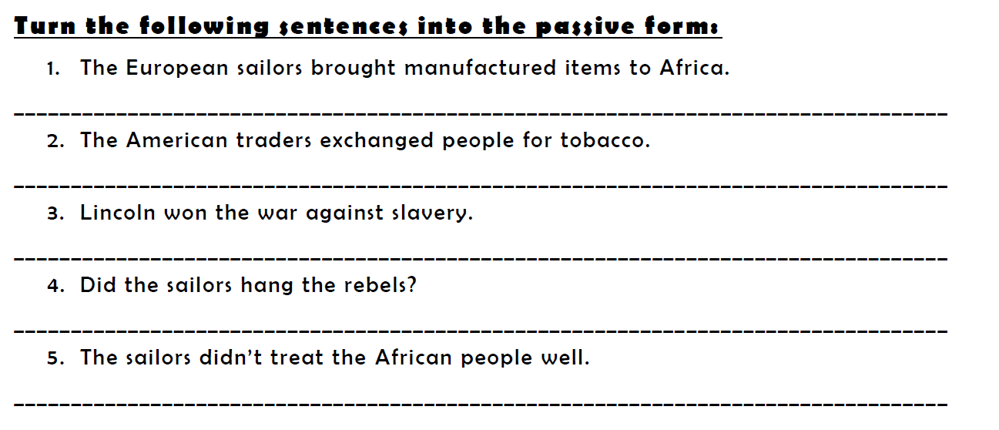 Turn the following sentences into the passive form:
1. The European sailors brought manufactured items to Africa.
2. The American traders exchanged people for tobacco.
3. Lincoln won the war against slavery.
4. Did the sailors hang the rebels?
5. The sailors didn’t treat the African people well.